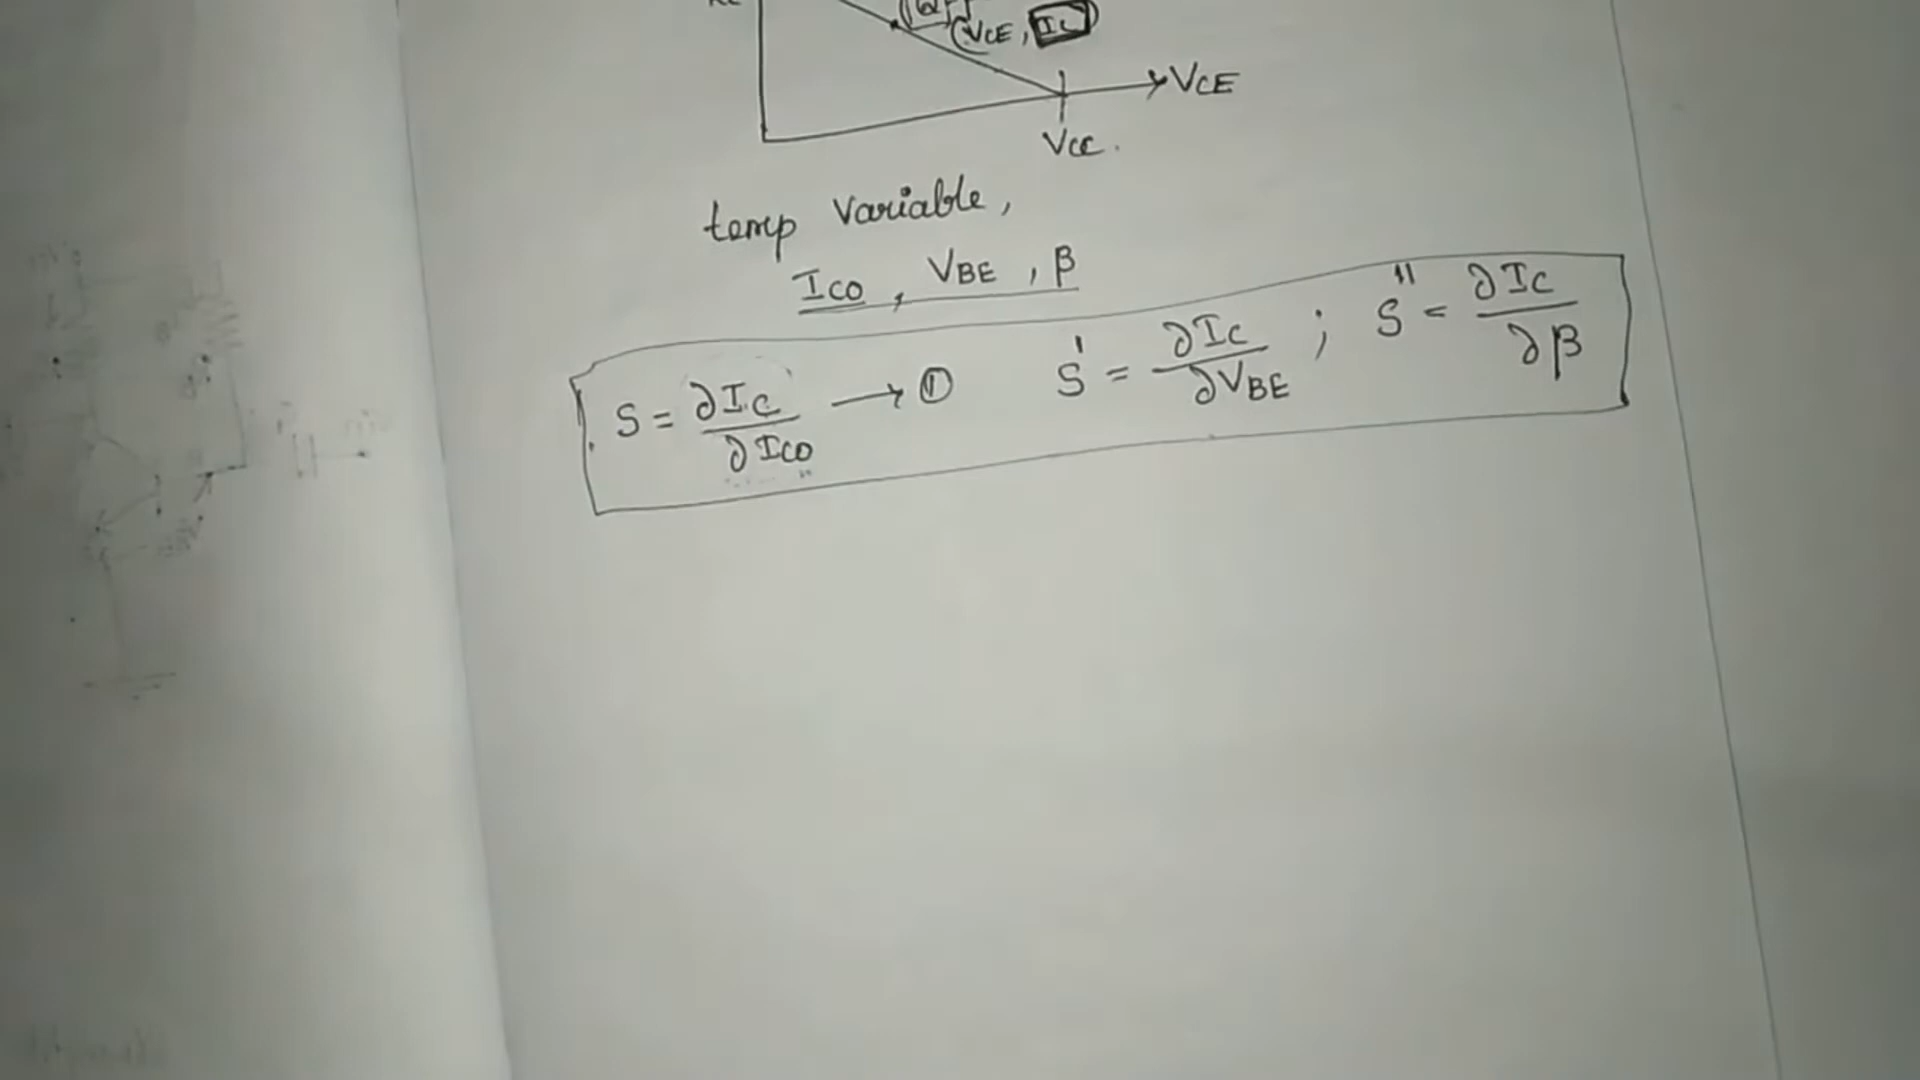 (VCE, IC)
VCE
VCC.
temp Variable,
ICO, VBE, β
S = ∂IC/∂ICO → ① S' = ∂IC/∂VBE ; S'' = ∂IC/∂β